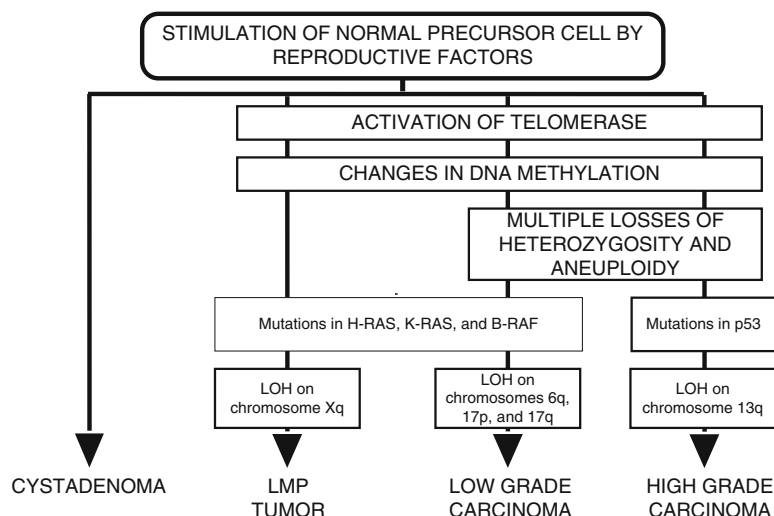 STIMULATION OF NORMAL PRECURSOR CELL BY
REPRODUCTIVE FACTORS
ACTIVATION OF TELOMERASE
CHANGES IN DNA METHYLATION
MULTIPLE LOSSES OF
HETEROZYGOSITY AND
ANEUPLOIDY
Mutations in H-RAS, K-RAS, and B-RAF
Mutations in p53
LOH on
chromosome Xq
LOH on
chromosomes 6q,
17p, and 17q
LOH on
chromosome 13q
CYSTADENOMA
LMP
TUMOR
LOW GRADE
CARCINOMA
HIGH GRADE
CARCINOMA